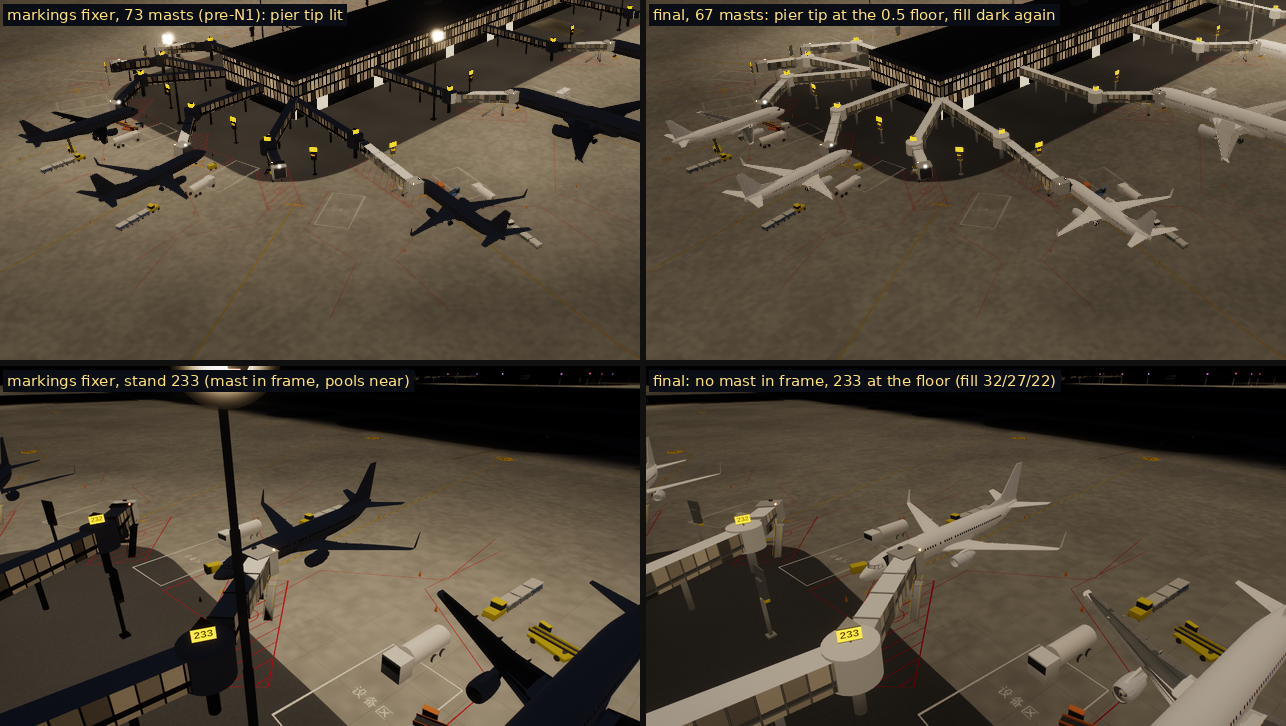 markings fixer, 73 masts (pre-N1): pier tip lit
final, 67 masts: pier tip at the 0.5 floor, fill dark again
markings fixer, stand 233 (mast in frame, pools near)
final: no mast in frame, 233 at the floor (fill 32/27/22)
232
233
设备区
232
233
设备区